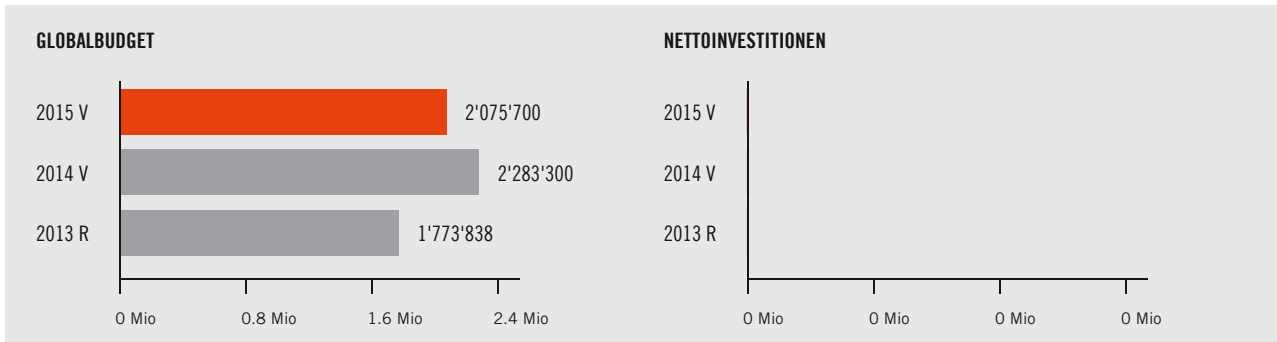 GLOBALBUDGET
2015 V 2'075'700
2014 V 2'283'300
2013 R 1'773'838
0 Mio 0.8 Mio 1.6 Mio 2.4 Mio
NETTOINVESTITIONEN
2015 V
2014 V
2013 R
0 Mio 0 Mio 0 Mio 0 Mio